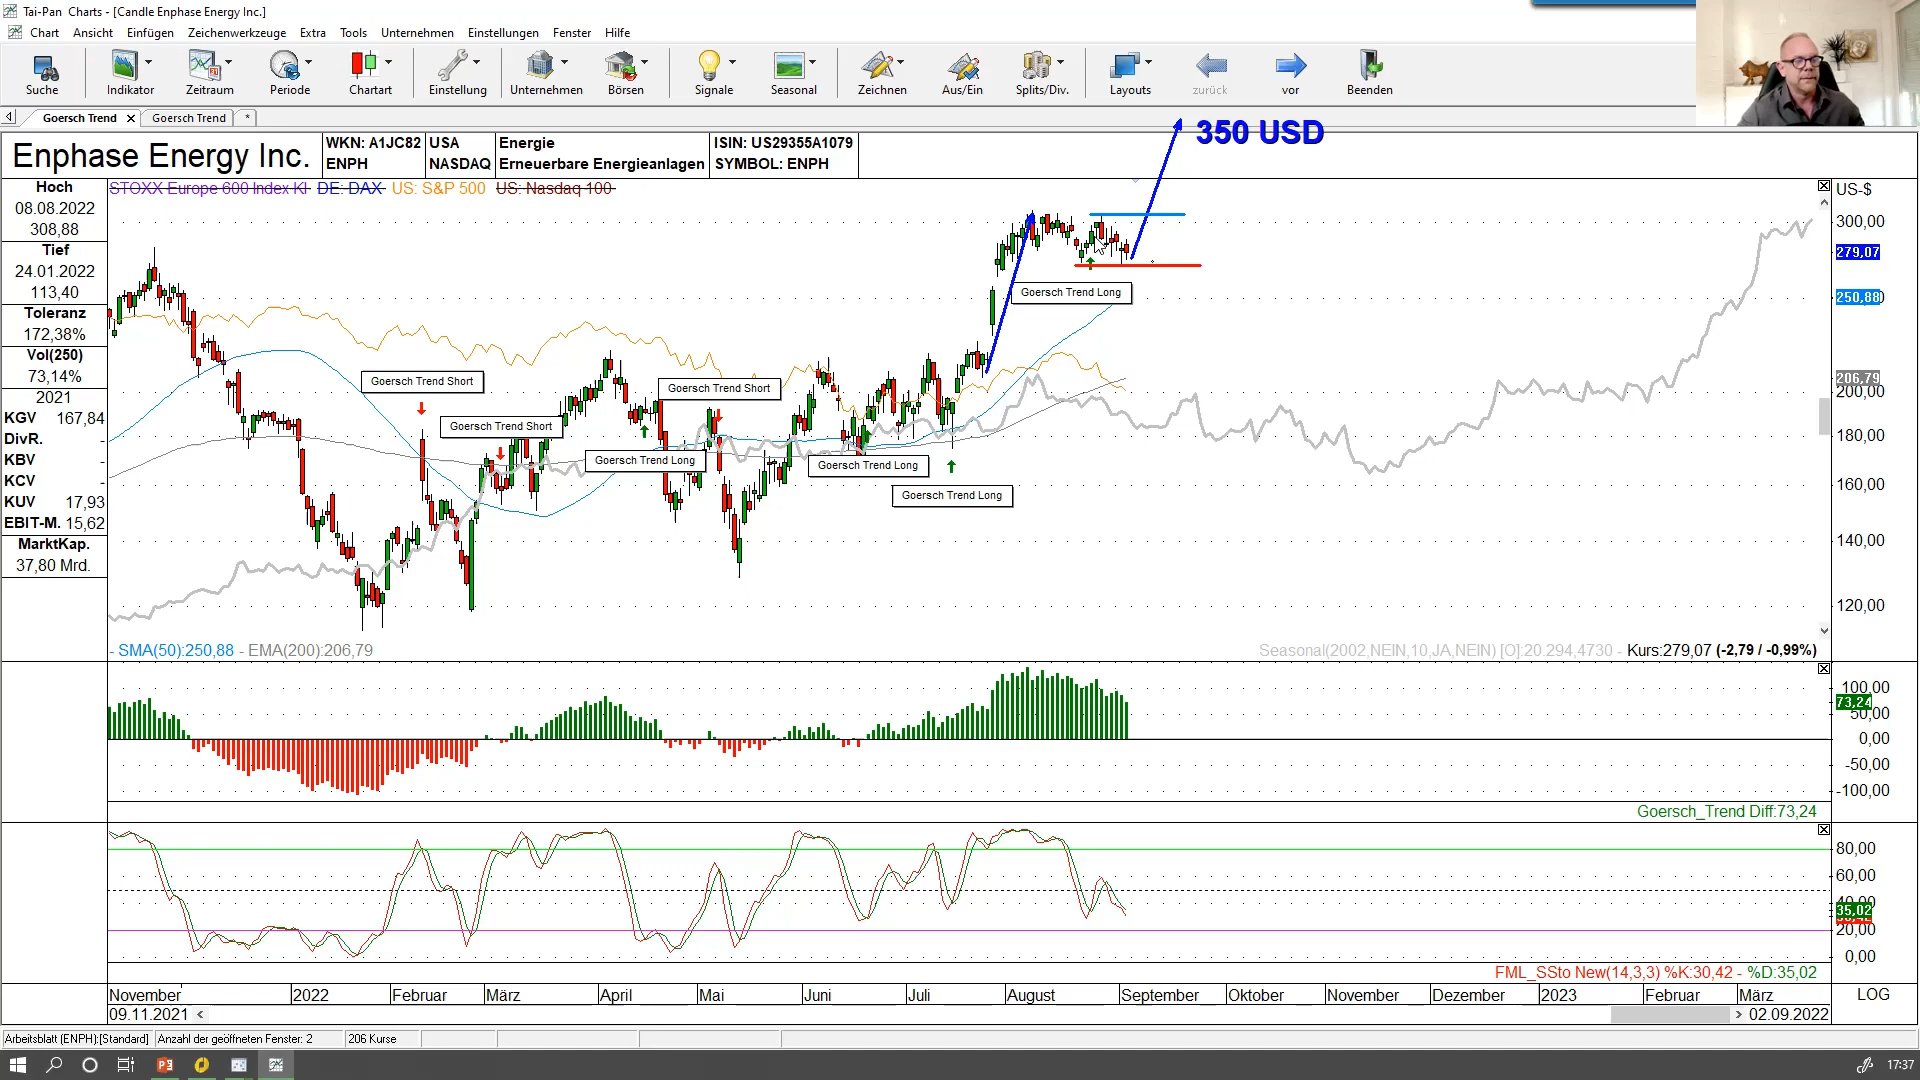 Tai-Pan Charts - [Candle Enphase Energy Inc.]
Chart Ansicht Einfügen Zeichenwerkzeuge Extra Tools Unternehmen Einstellungen Fenster Hilfe
Suche Indikator Zeitraum Periode Chartart Einstellung Unternehmen Börsen Signale Seasonal Zeichnen Aus/Ein Splits/Div. Layouts zurück vor Beenden
Goersch Trend Goersch Trend *
350 USD
Enphase Energy Inc.
WKN: A1JC82 USA Energie ISIN: US29355A1079
ENPH NASDAQ Erneuerbare Energieanlagen SYMBOL: ENPH
STOXX Europe 600 Index KI DE: DAX US: S&P 500 US: Nasdaq 100
Hoch
08.08.2022
308,88
Tief
24.01.2022
113,40
Toleranz
172,38%
Vol(250)
73,14%
2021
KGV 167,84
DivR. -
KBV -
KCV -
KUV 17,93
EBIT-M. 15,62
MarktKap.
37,80 Mrd.
US-$
300,00
279,07
250,88
206,79
200,00
180,00
160,00
140,00
120,00
Goersch Trend Long
Goersch Trend Short
Goersch Trend Short
Goersch Trend Short
Goersch Trend Long
Goersch Trend Long
Goersch Trend Long
- SMA(50):250,88 - EMA(200):206,79
Seasonal(2002,NEIN,10,JA,NEIN) [O]:20.294,4730 - Kurs:279,07 (-2,79 / -0,99%)
100,00
73,24
50,00
0,00
-50,00
-100,00
Goersch_Trend Diff:73,24
80,00
60,00
40,00
35,02
20,00
0,00
FML_SSto New(14,3,3) %K:30,42 - %D:35,02
November 2022 Februar März April Mai Juni Juli August September Oktober November Dezember 2023 Februar März LOG
09.11.2021 02.09.2022
Arbeitsblatt (ENPH):[Standard] Anzahl der geöffneten Fenster: 2 206 Kurse
17:37